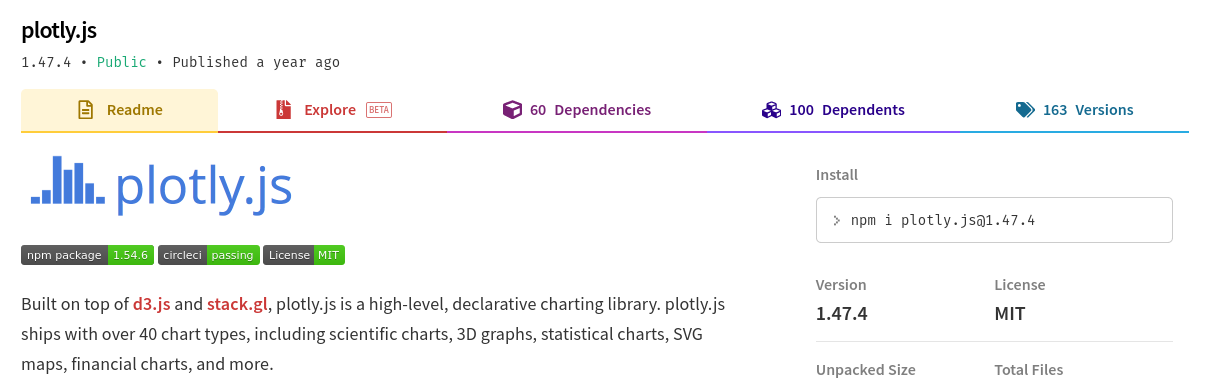 plotly.js
1.47.4 • Public • Published a year ago
Readme
Explore BETA
60 Dependencies
100 Dependents
163 Versions
plotly.js
npm package 1.54.6 circleci passing License MIT
Built on top of d3.js and stack.gl, plotly.js is a high-level, declarative charting library. plotly.js
ships with over 40 chart types, including scientific charts, 3D graphs, statistical charts, SVG
maps, financial charts, and more.
Install
> npm i plotly.js@1.47.4
Version License
1.47.4 MIT
Unpacked Size Total Files